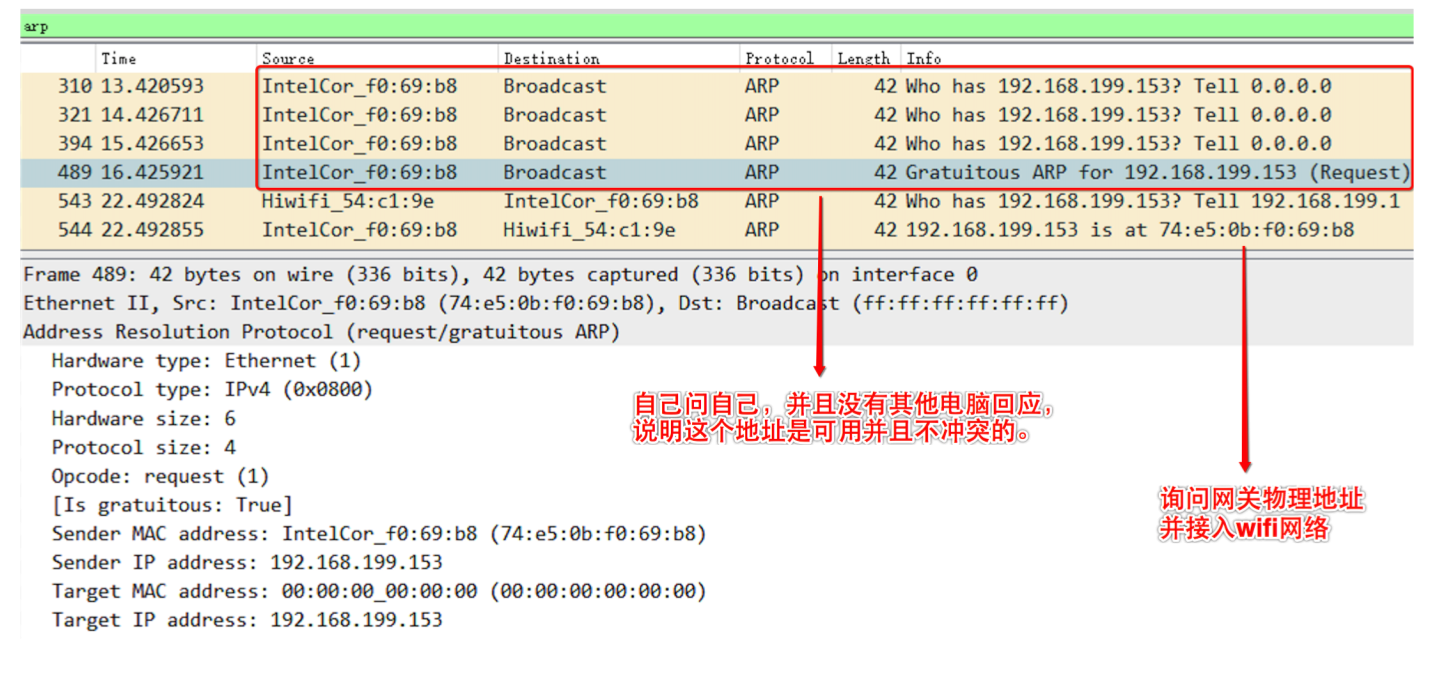 arp
Time Source Destination Protocol Length Info
310 13.420593 IntelCor_f0:69:b8 Broadcast ARP 42 Who has 192.168.199.153? Tell 0.0.0.0
321 14.426711 IntelCor_f0:69:b8 Broadcast ARP 42 Who has 192.168.199.153? Tell 0.0.0.0
394 15.426653 IntelCor_f0:69:b8 Broadcast ARP 42 Who has 192.168.199.153? Tell 0.0.0.0
489 16.425921 IntelCor_f0:69:b8 Broadcast ARP 42 Gratuitous ARP for 192.168.199.153 (Request)
543 22.492824 Hiwifi_54:c1:9e IntelCor_f0:69:b8 ARP 42 Who has 192.168.199.153? Tell 192.168.199.1
544 22.492855 IntelCor_f0:69:b8 Hiwifi_54:c1:9e ARP 42 192.168.199.153 is at 74:e5:0b:f0:69:b8
Frame 489: 42 bytes on wire (336 bits), 42 bytes captured (336 bits) on interface 0
Ethernet II, Src: IntelCor_f0:69:b8 (74:e5:0b:f0:69:b8), Dst: Broadcast (ff:ff:ff:ff:ff:ff)
Address Resolution Protocol (request/gratuitous ARP)
Hardware type: Ethernet (1)
Protocol type: IPv4 (0x0800)
Hardware size: 6
Protocol size: 4
Opcode: request (1)
[Is gratuitous: True]
Sender MAC address: IntelCor_f0:69:b8 (74:e5:0b:f0:69:b8)
Sender IP address: 192.168.199.153
Target MAC address: 00:00:00_00:00:00 (00:00:00:00:00:00)
Target IP address: 192.168.199.153
自己问自己，并且没有其他电脑回应，
说明这个地址是可用并且不冲突的。
询问网关物理地址
并接入wifi网络